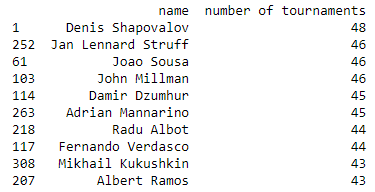 name number of tournaments
1 Denis Shapovalov 48
252 Jan Lennard Struff 46
61 Joao Sousa 46
103 John Millman 46
114 Damir Dzumhur 45
263 Adrian Mannarino 45
218 Radu Albot 44
117 Fernando Verdasco 44
308 Mikhail Kukushkin 43
207 Albert Ramos 43